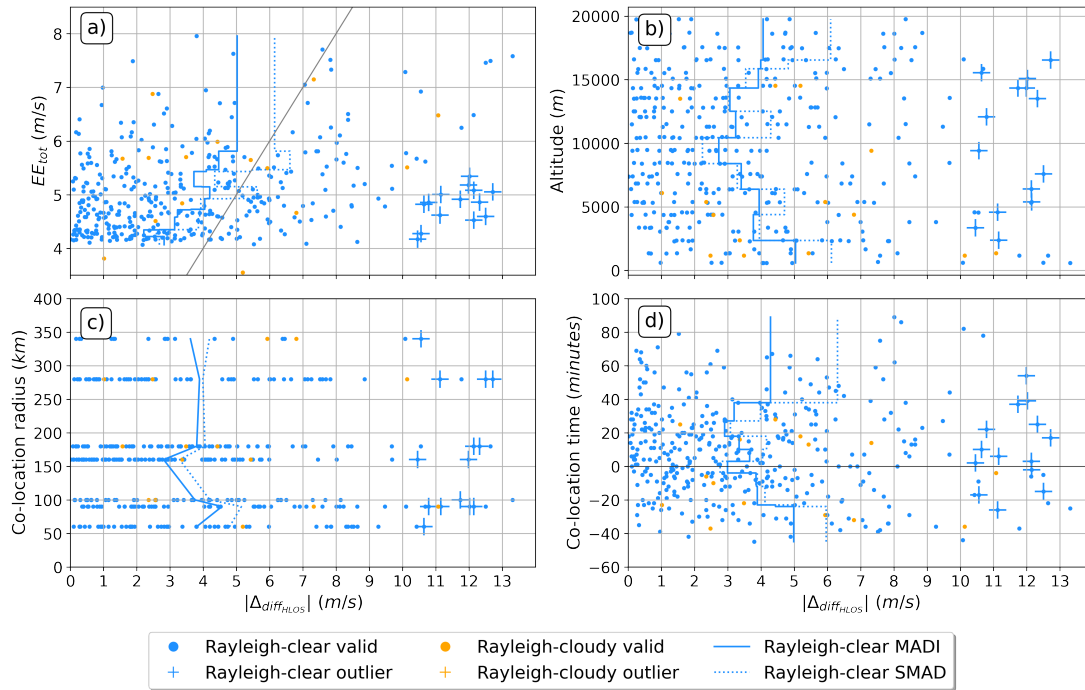 a)
8
7
6
5
4
EE_tot (m/s)
b)
20000
15000
10000
5000
0
Altitude (m)
c)
400
350
300
250
200
150
100
50
0
Co-location radius (km)
0 1 2 3 4 5 6 7 8 9 10 11 12 13
|Δ_diff_HLOS| (m/s)
d)
100
80
60
40
20
0
−20
−40
−60
Co-location time (minutes)
0 1 2 3 4 5 6 7 8 9 10 11 12 13
|Δ_diff_HLOS| (m/s)
Rayleigh-clear valid
Rayleigh-cloudy valid
Rayleigh-clear MADI
Rayleigh-clear outlier
Rayleigh-cloudy outlier
Rayleigh-clear SMAD